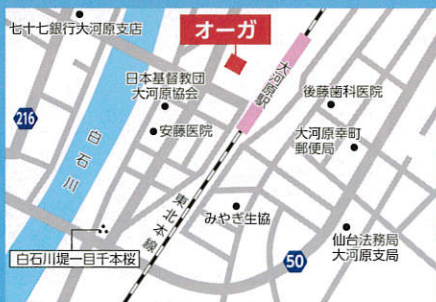 七十七銀行大河原支店
オーガ
日本基督教団
大河原協会
大河原駅
後藤歯科医院
216
安藤医院
大河原幸町
郵便局
白石川
東北本線
みやぎ生協
白石川堤一目千本桜
50
仙台法務局
大河原支局